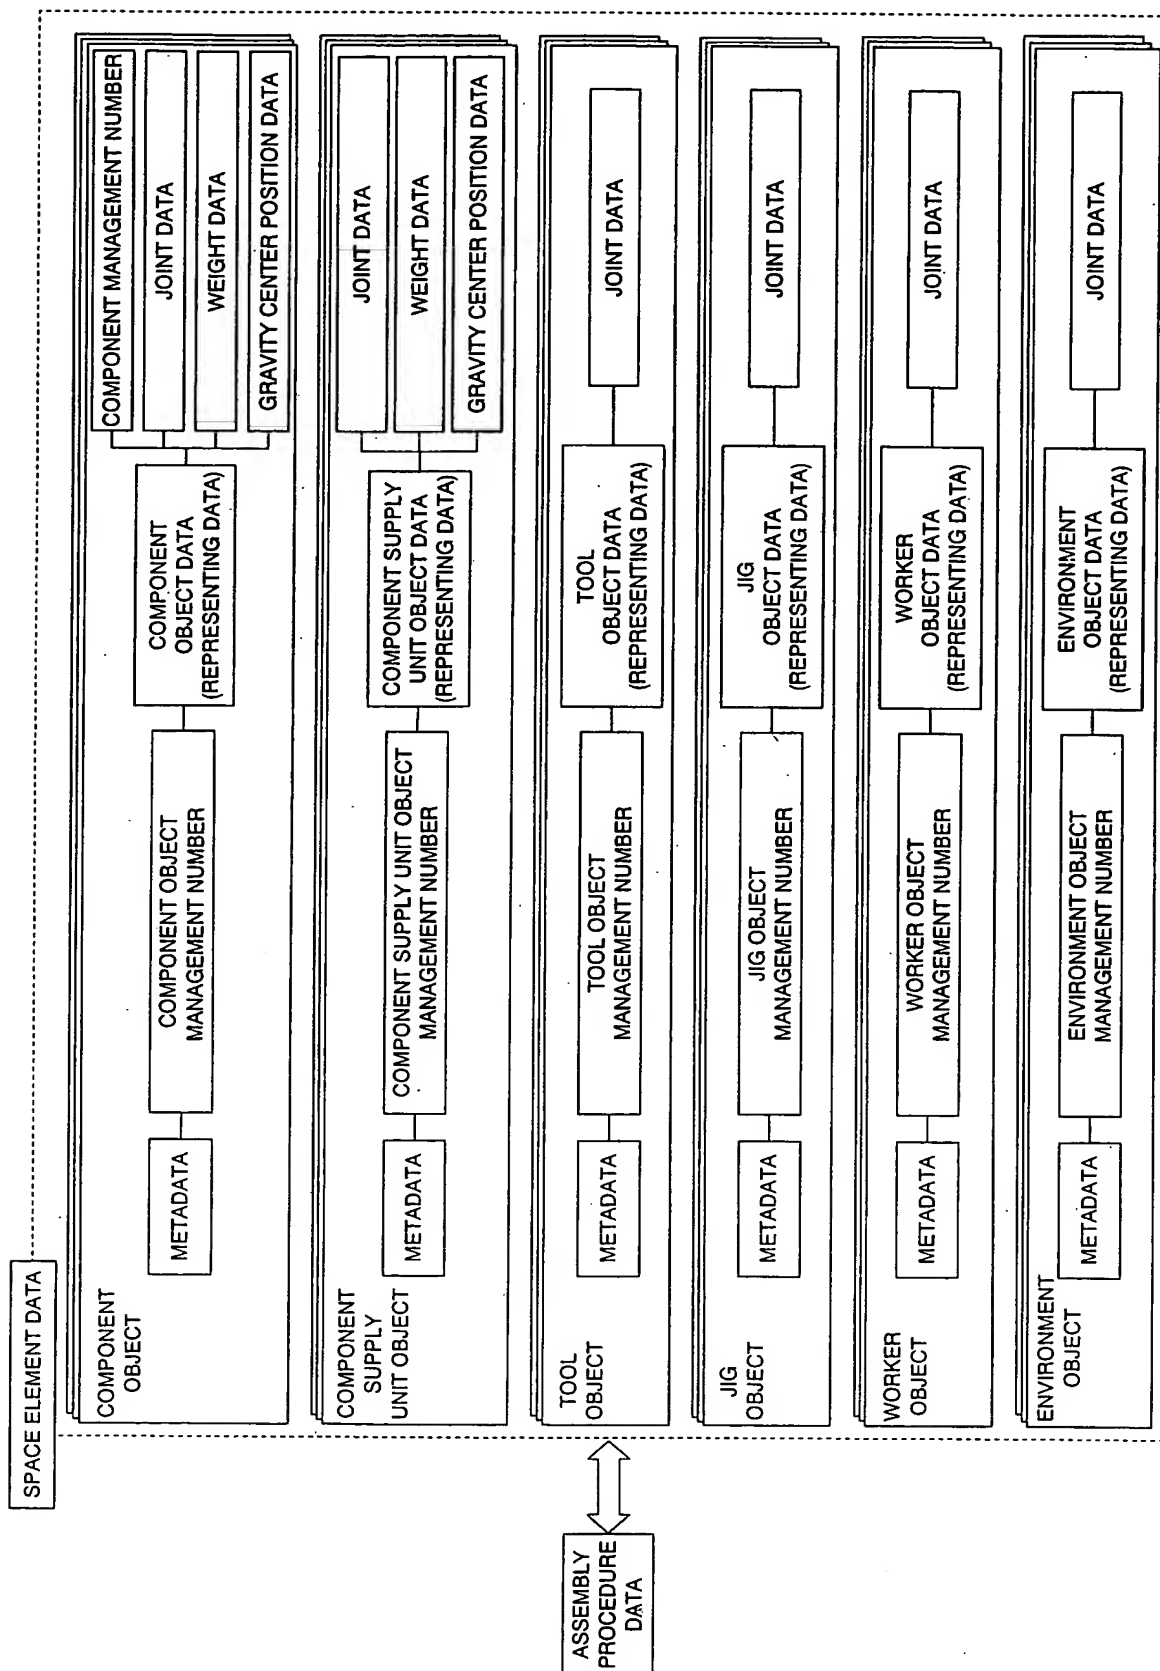 SPACE ELEMENT DATA
COMPONENT
OBJECT
METADATA
COMPONENT OBJECT
MANAGEMENT NUMBER
COMPONENT
OBJECT DATA
(REPRESENTING DATA)
COMPONENT MANAGEMENT NUMBER
JOINT DATA
WEIGHT DATA
GRAVITY CENTER POSITION DATA
COMPONENT
SUPPLY
UNIT OBJECT
METADATA
COMPONENT SUPPLY UNIT OBJECT
MANAGEMENT NUMBER
COMPONENT SUPPLY
UNIT OBJECT DATA
(REPRESENTING DATA)
JOINT DATA
WEIGHT DATA
GRAVITY CENTER POSITION DATA
ASSEMBLY
PROCEDURE
DATA
TOOL
OBJECT
METADATA
TOOL OBJECT
MANAGEMENT NUMBER
TOOL
OBJECT DATA
(REPRESENTING DATA)
JOINT DATA
JIG
OBJECT
METADATA
JIG OBJECT
MANAGEMENT NUMBER
JIG
OBJECT DATA
(REPRESENTING DATA)
JOINT DATA
WORKER
OBJECT
METADATA
WORKER OBJECT
MANAGEMENT NUMBER
WORKER
OBJECT DATA
(REPRESENTING DATA)
JOINT DATA
ENVIRONMENT
OBJECT
METADATA
ENVIRONMENT OBJECT
MANAGEMENT NUMBER
ENVIRONMENT
OBJECT DATA
(REPRESENTING DATA)
JOINT DATA